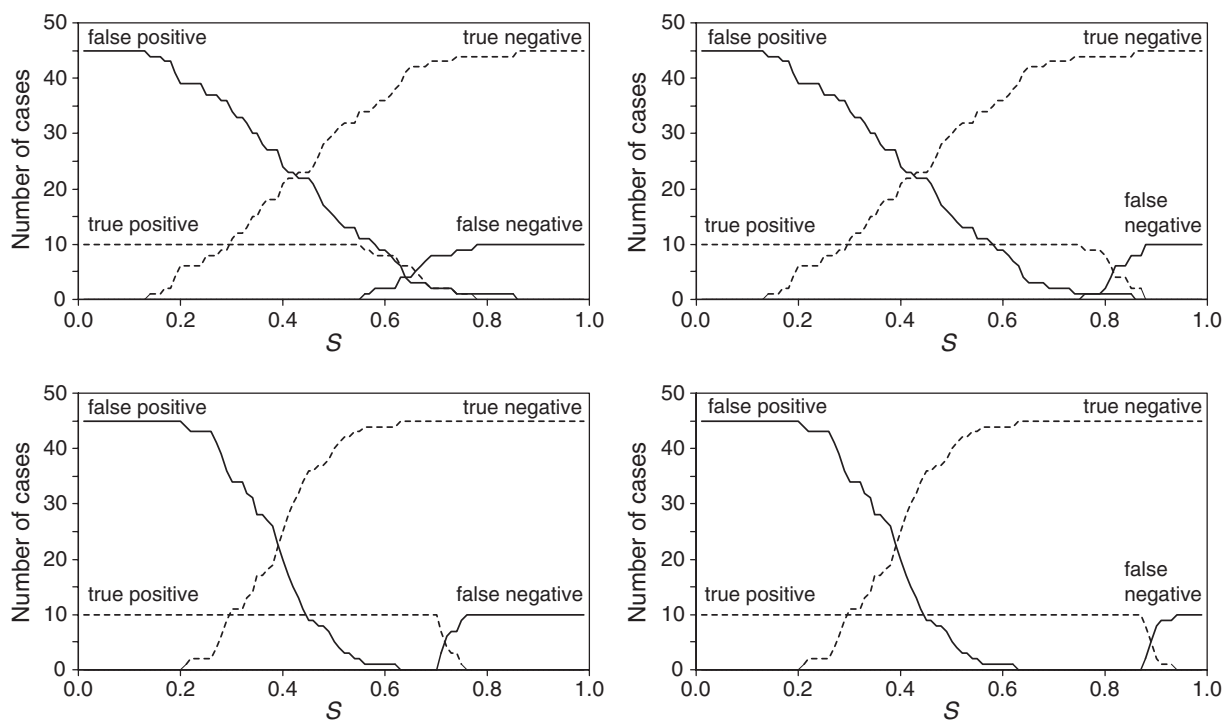 50
false positive
true negative
40
30
20
true positive
false negative
10
0
0.0 0.2 0.4 0.6 0.8 1.0
S
Number of cases
50
false positive
true negative
40
30
20
true positive
false
negative
10
0
0.0 0.2 0.4 0.6 0.8 1.0
S
Number of cases
50
false positive
true negative
40
30
20
true positive
false negative
10
0
0.0 0.2 0.4 0.6 0.8 1.0
S
Number of cases
50
false positive
true negative
40
30
20
true positive
false
negative
10
0
0.0 0.2 0.4 0.6 0.8 1.0
S
Number of cases